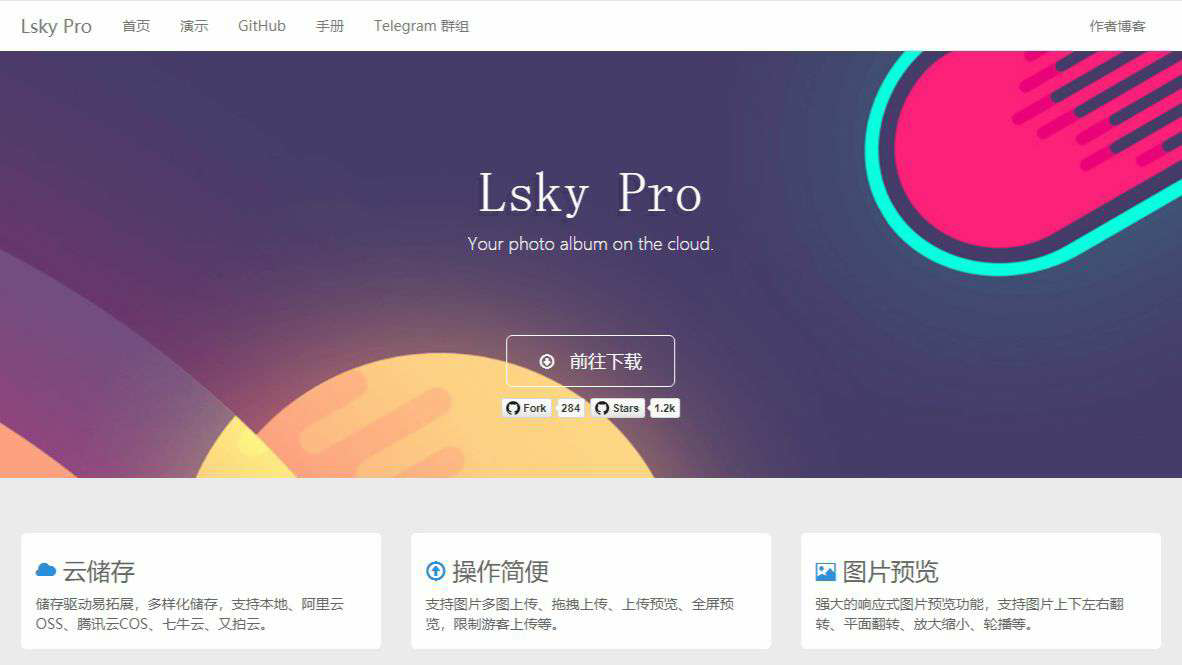 Lsky Pro 首页 演示 GitHub 手册 Telegram 群组 作者博客
Lsky Pro
Your photo album on the cloud.
前往下载
Fork 284 Stars 1.2k
云储存
储存驱动易拓展，多样化储存，支持本地、阿里云
OSS、腾讯云COS、七牛云、又拍云。
操作简便
支持图片多图上传、拖拽上传、上传预览、全屏预
览，限制游客上传等。
图片预览
强大的响应式图片预览功能，支持图片上下左右翻
转、平面翻转、放大缩小、轮播等。